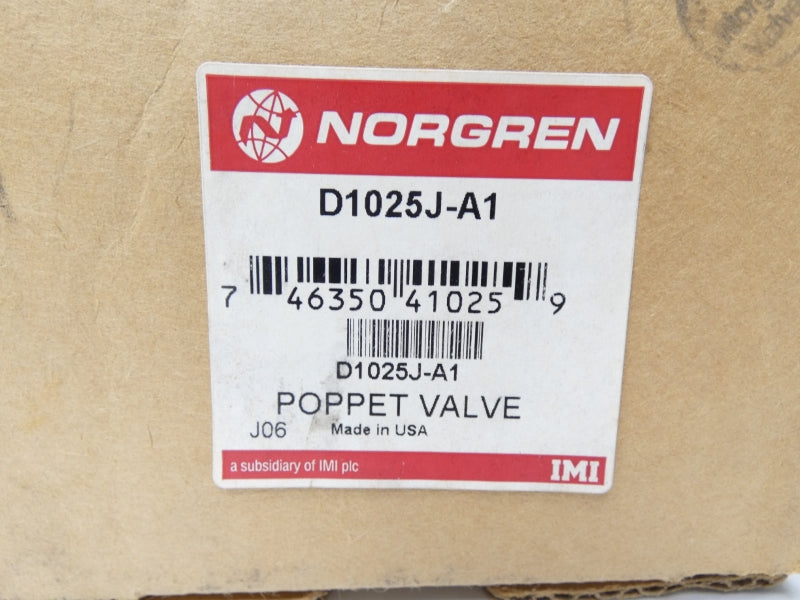 NORGREN
D1025J-A1
7 46350 41025 9
D1025J-A1
POPPET VALVE
J06 Made in USA
a subsidiary of IMI plc IMI